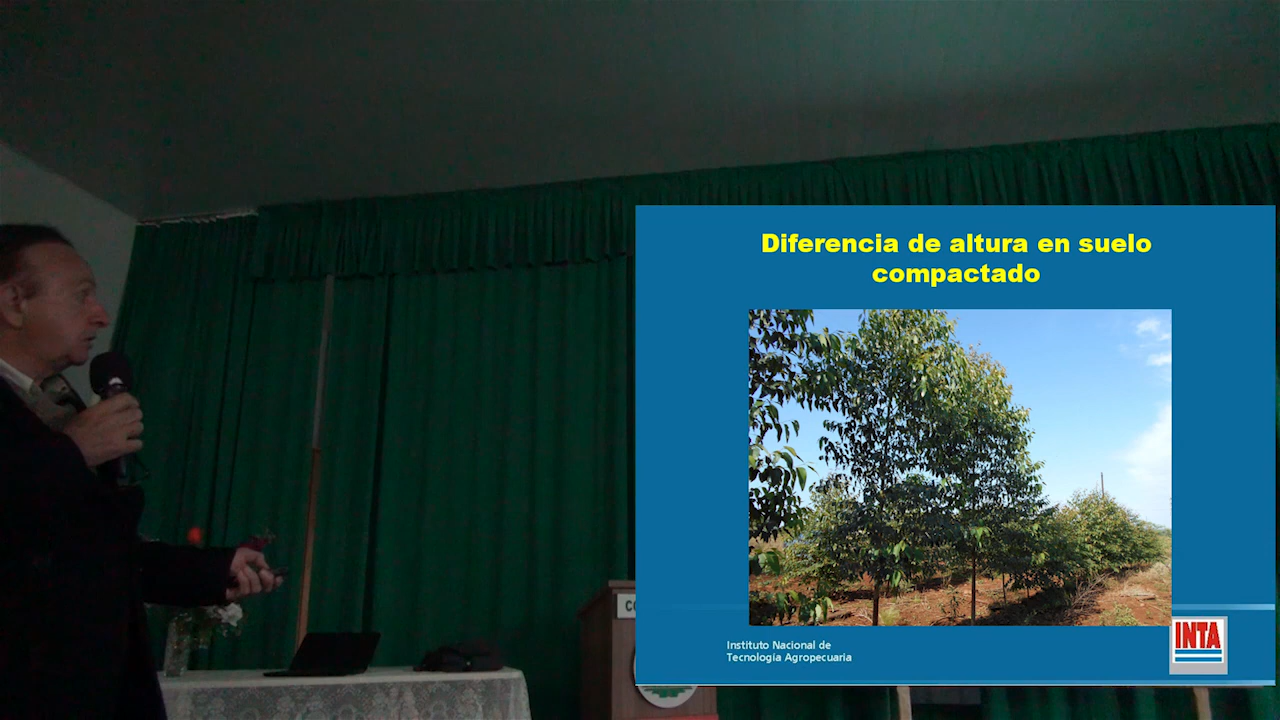 Diferencia de altura en suelo
compactado
Instituto Nacional de
Tecnología Agropecuaria
INTA